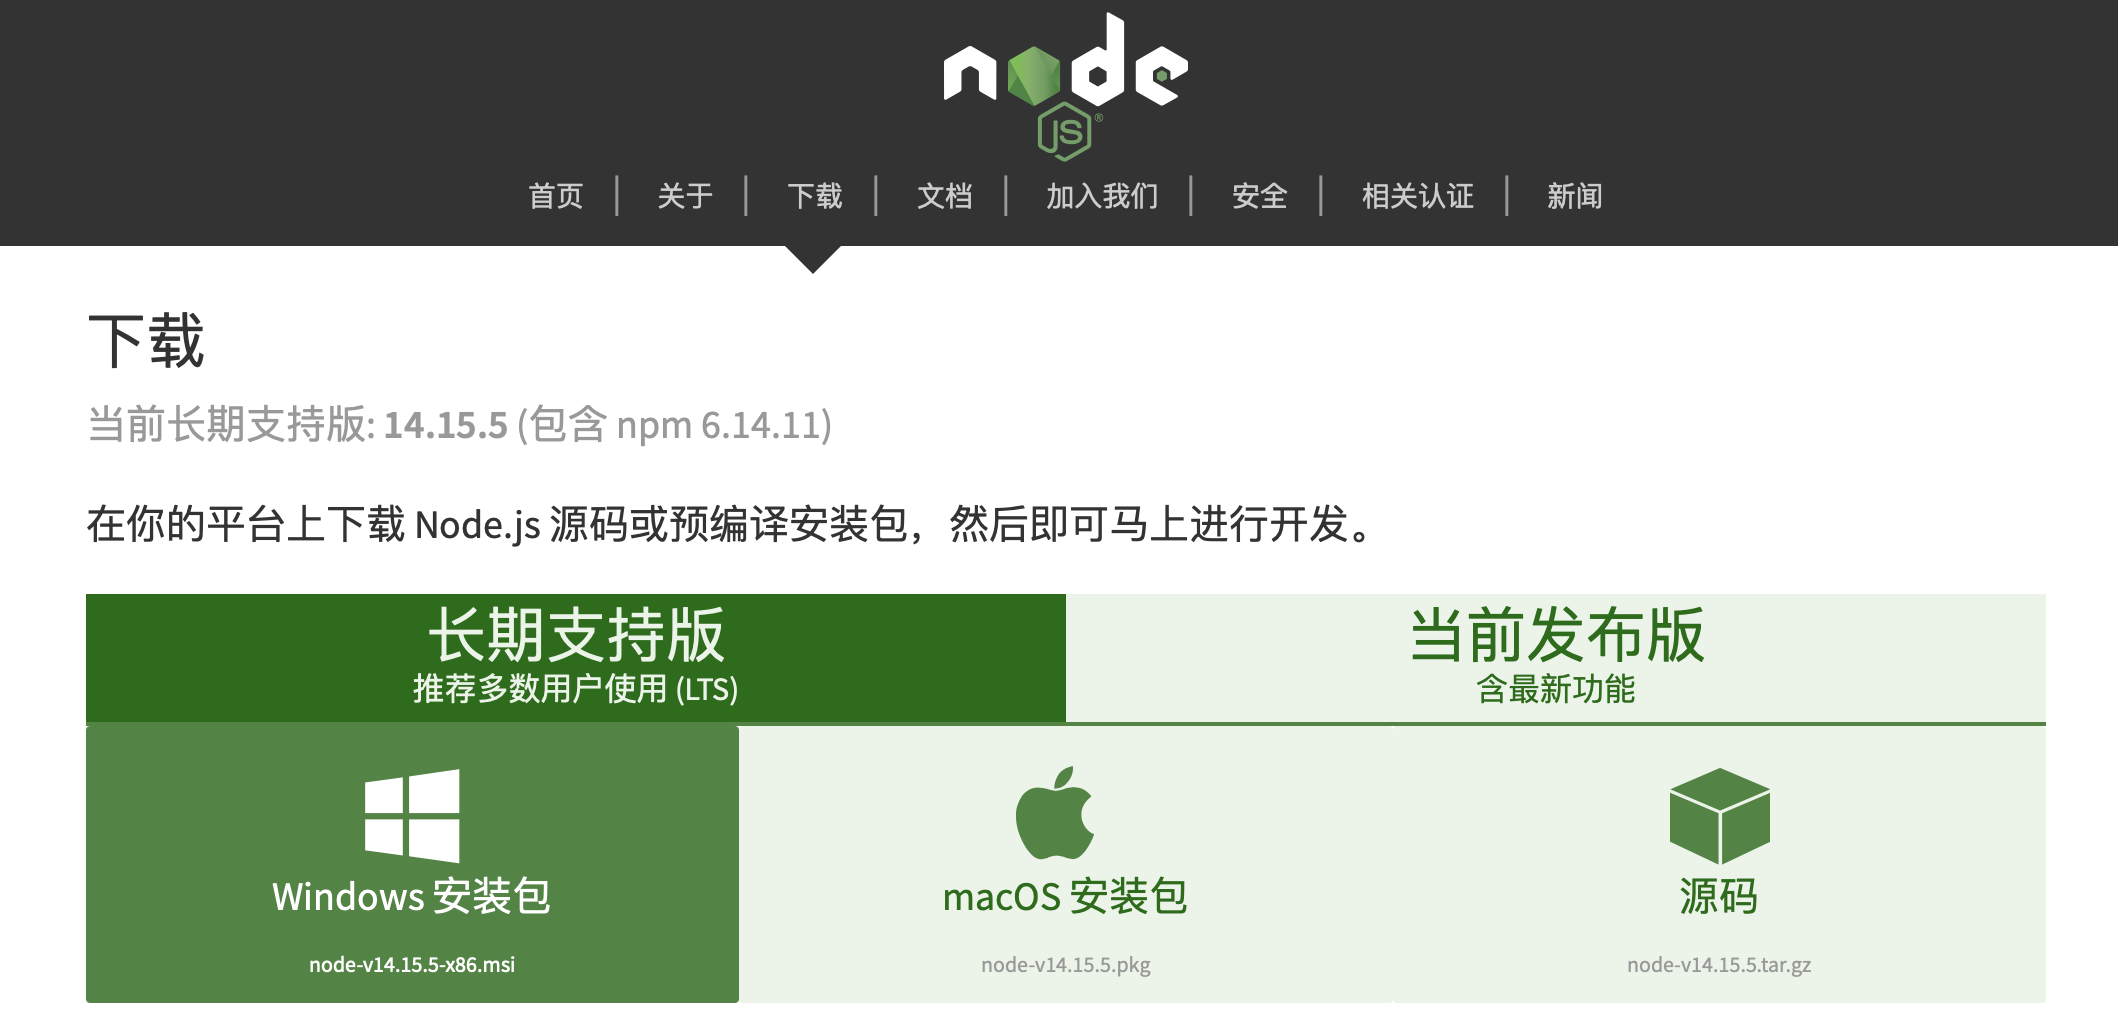 node
JS®
首页 关于 下载 文档 加入我们 安全 相关认证 新闻
下载
当前长期支持版: 14.15.5 (包含 npm 6.14.11)
在你的平台上下载 Node.js 源码或预编译安装包，然后即可马上进行开发。
长期支持版
推荐多数用户使用 (LTS)
当前发布版
含最新功能
Windows 安装包
node-v14.15.5-x86.msi
macOS 安装包
node-v14.15.5.pkg
源码
node-v14.15.5.tar.gz